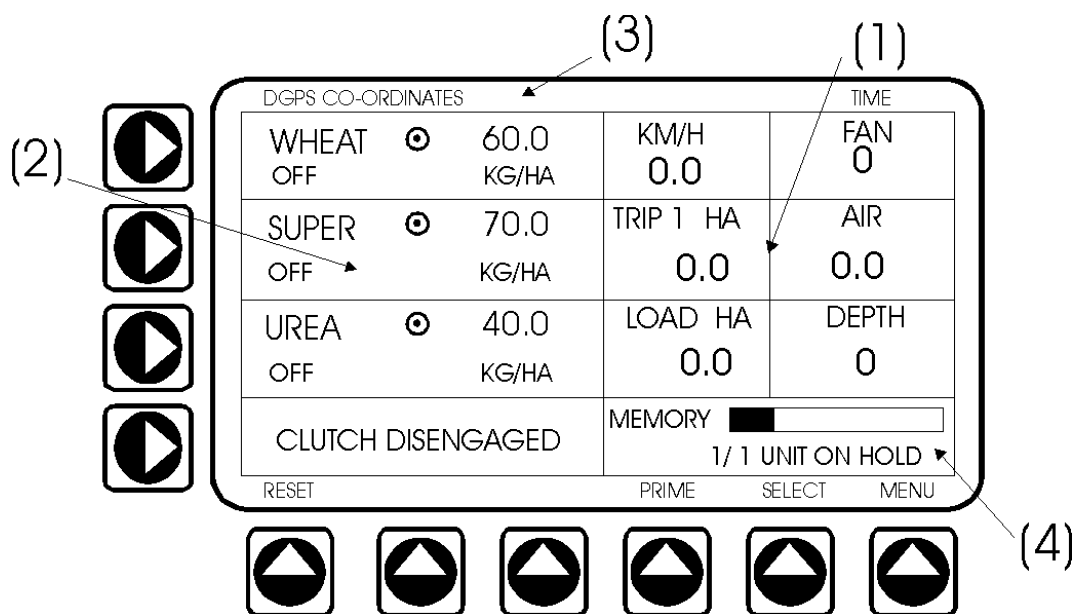 (3)
(1)
DGPS CO-ORDINATES TIME
WHEAT 60.0 KM/H FAN
OFF KG/HA 0.0 0
(2)
SUPER 70.0 TRIP 1 HA AIR
OFF KG/HA 0.0 0.0
UREA 40.0 LOAD HA DEPTH
OFF KG/HA 0.0 0
CLUTCH DISENGAGED MEMORY
1/ 1 UNIT ON HOLD
RESET PRIME SELECT MENU
(4)